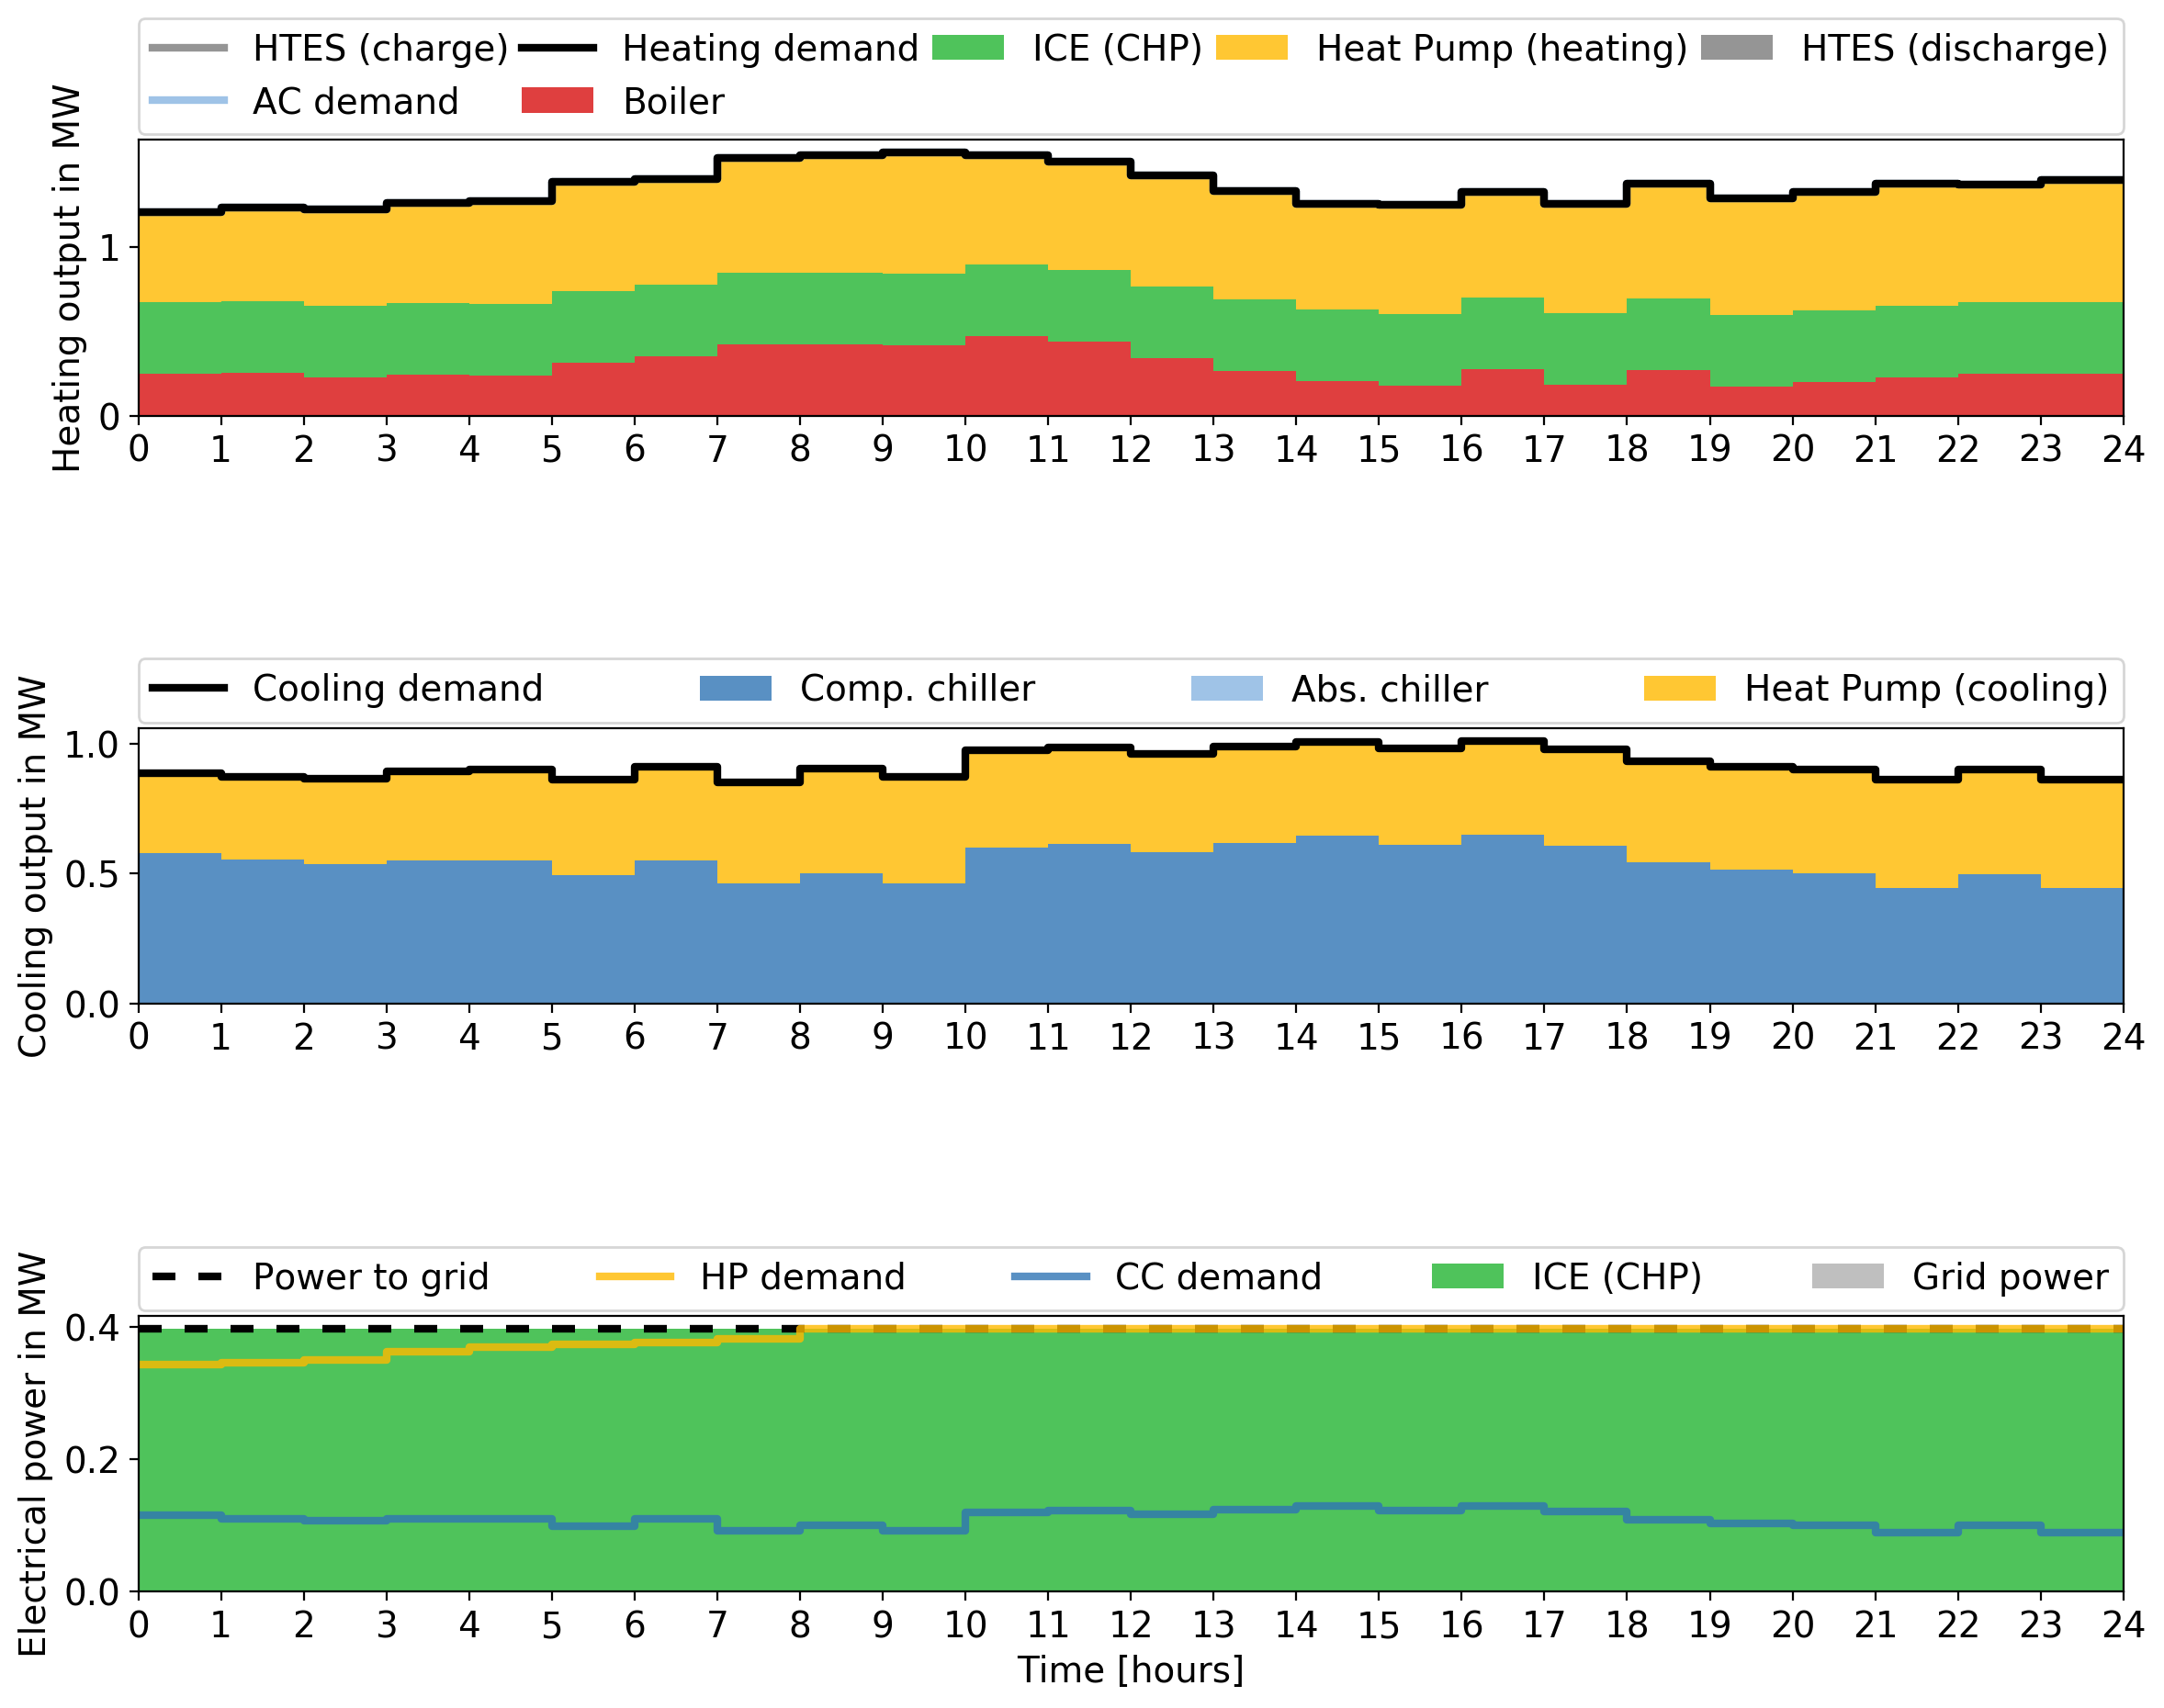 HTES (charge) Heating demand ICE (CHP) Heat Pump (heating) HTES (discharge)
AC demand Boiler
Heating output in MW
1
0
0 1 2 3 4 5 6 7 8 9 10 11 12 13 14 15 16 17 18 19 20 21 22 23 24
Cooling demand Comp. chiller Abs. chiller Heat Pump (cooling)
Cooling output in MW
1.0
0.5
0.0
0 1 2 3 4 5 6 7 8 9 10 11 12 13 14 15 16 17 18 19 20 21 22 23 24
Power to grid HP demand CC demand ICE (CHP) Grid power
Electrical power in MW
0.4
0.2
0.0
0 1 2 3 4 5 6 7 8 9 10 11 12 13 14 15 16 17 18 19 20 21 22 23 24
Time [hours]